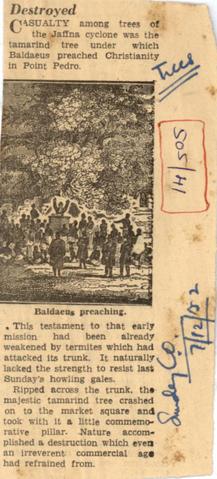 Destroyed
CASUALTY among trees of
the Jaffna cyclone was the
tamarind tree under which
Baldaeus preached Christianity
in Point Pedro.
Trees
14/505
Baldaeus preaching.
This testament to that early
mission had been already
weakened by termites which had
attacked its trunk. It naturally
lacked the strength to resist last
Sunday's howling gales.
Ripped across the trunk, the
majestic tamarind tree crashed
on to the market square and
took with it a little commemo-
rative pillar. Nature accom-
plished a destruction which even
an irreverent commercial age
had refrained from.
Sunday